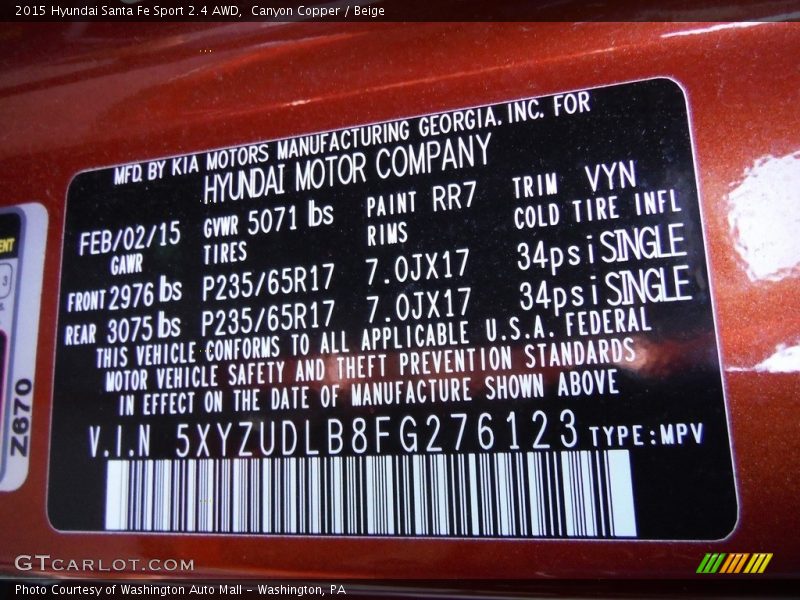 2015 Hyundai Santa Fe Sport 2.4 AWD,  Canyon Copper / Beige
MFD. BY KIA MOTORS MANUFACTURING GEORGIA. INC. FOR
HYUNDAI MOTOR COMPANY
FEB/02/15 GVWR 5071 lbs PAINT RR7 TRIM VYN
GAWR TIRES RIMS COLD TIRE INFL
FRONT 2976 lbs P235/65R17 7.0JX17 34psi SINGLE
REAR 3075 lbs P235/65R17 7.0JX17 34psi SINGLE
THIS VEHICLE CONFORMS TO ALL APPLICABLE U.S.A. FEDERAL
MOTOR VEHICLE SAFETY AND THEFT PREVENTION STANDARDS
IN EFFECT ON THE DATE OF MANUFACTURE SHOWN ABOVE
V.I.N 5XYZUDLB8FG276123 TYPE:MPV
ENT
3
Z670
GTCARLOT.COM
Photo Courtesy of Washington Auto Mall - Washington, PA